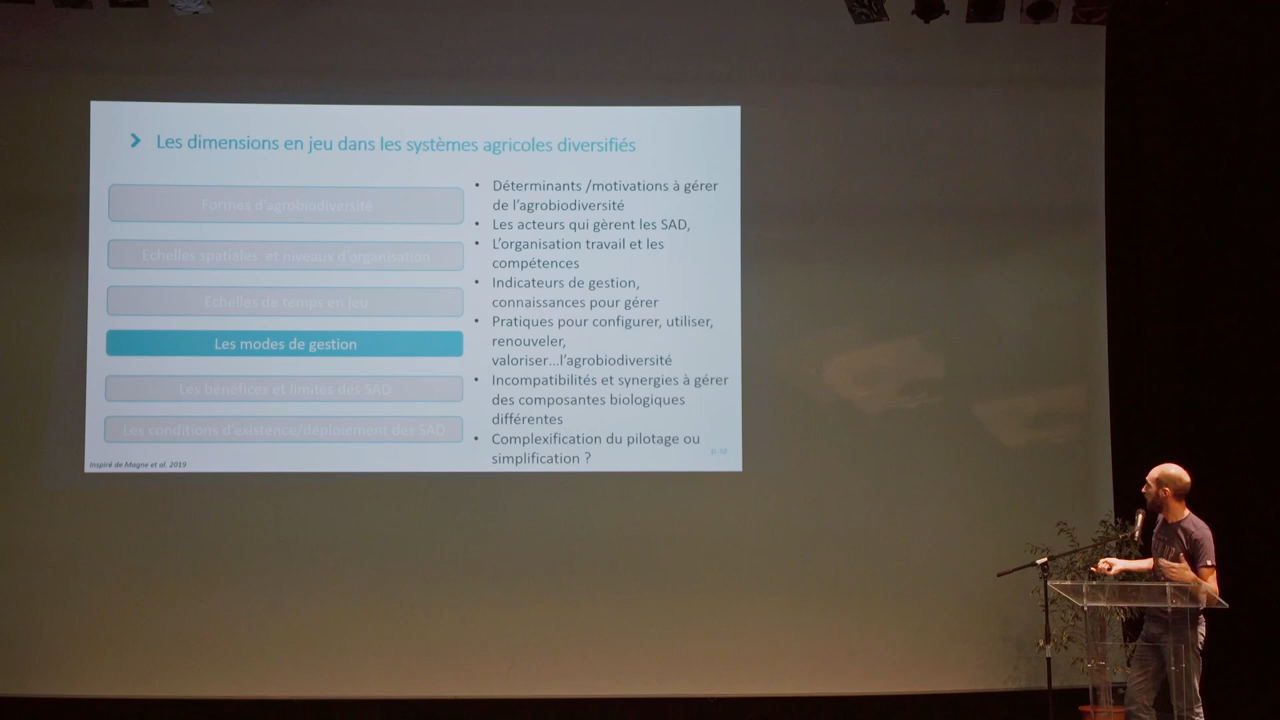 Les dimensions en jeu dans les systèmes agricoles diversifiés
Formes d'agrobiodiversité
Echelles spatiales et niveaux d'organisation
Echelles de temps en jeu
Les modes de gestion
Les bénéfices et limites des SAD
Les conditions d'existence/déploiement des SAD
• Déterminants /motivations à gérer
de l'agrobiodiversité
• Les acteurs qui gèrent les SAD,
• L'organisation travail et les
compétences
• Indicateurs de gestion,
connaissances pour gérer
• Pratiques pour configurer, utiliser,
renouveler,
valoriser...l'agrobiodiversité
• Incompatibilités et synergies à gérer
des composantes biologiques
différentes
• Complexification du pilotage ou
simplification ?
Inspiré de Magne et al. 2019